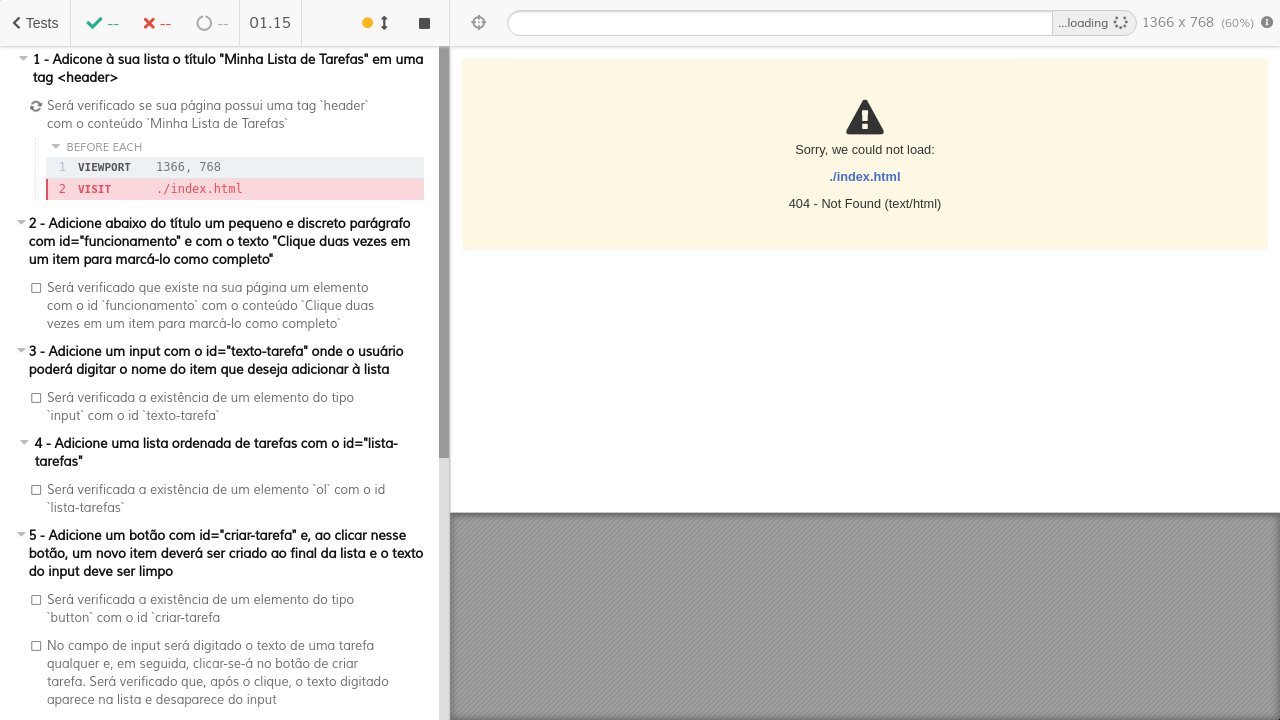 Tests
--
--
--
01.15
...loading
1366 x 768 (60%)
1 - Adicone à sua lista o título "Minha Lista de Tarefas" em uma
tag <header>
Será verificado se sua página possui uma tag `header`
com o conteúdo `Minha Lista de Tarefas`
BEFORE EACH
1 VIEWPORT 1366, 768
2 VISIT ./index.html
2 - Adicione abaixo do título um pequeno e discreto parágrafo
com id="funcionamento" e com o texto "Clique duas vezes em
um item para marcá-lo como completo"
Será verificado que existe na sua página um elemento
com o id `funcionamento` com o conteúdo `Clique duas
vezes em um item para marcá-lo como completo`
3 - Adicione um input com o id="texto-tarefa" onde o usuário
poderá digitar o nome do item que deseja adicionar à lista
Será verificada a existência de um elemento do tipo
`input` com o id `texto-tarefa`
4 - Adicione uma lista ordenada de tarefas com o id="lista-
tarefas"
Será verificada a existência de um elemento `ol` com o id
`lista-tarefas`
5 - Adicione um botão com id="criar-tarefa" e, ao clicar nesse
botão, um novo item deverá ser criado ao final da lista e o texto
do input deve ser limpo
Será verificada a existência de um elemento do tipo
`button` com o id `criar-tarefa
No campo de input será digitado o texto de uma tarefa
qualquer e, em seguida, clicar-se-á no botão de criar
tarefa. Será verificado que, após o clique, o texto digitado
aparece na lista e desaparece do input
Sorry, we could not load:
./index.html
404 - Not Found (text/html)